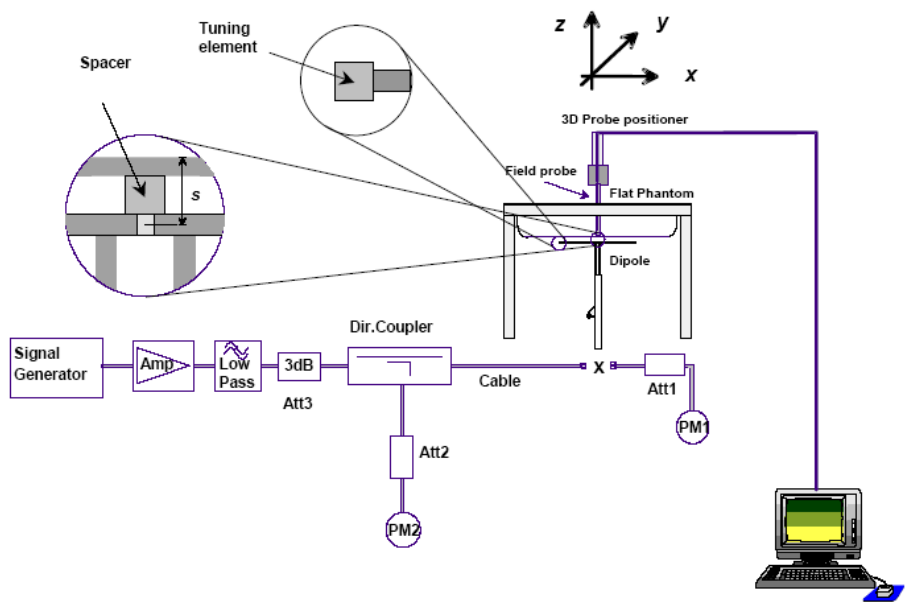 Tuning
element
Spacer
z
y
x
3D Probe positioner
Field probe
Flat Phantom
s
Dipole
Dir.Coupler
Signal
Generator
Amp
Low
Pass
3dB
Att3
Cable
X
Att1
PM1
Att2
PM2